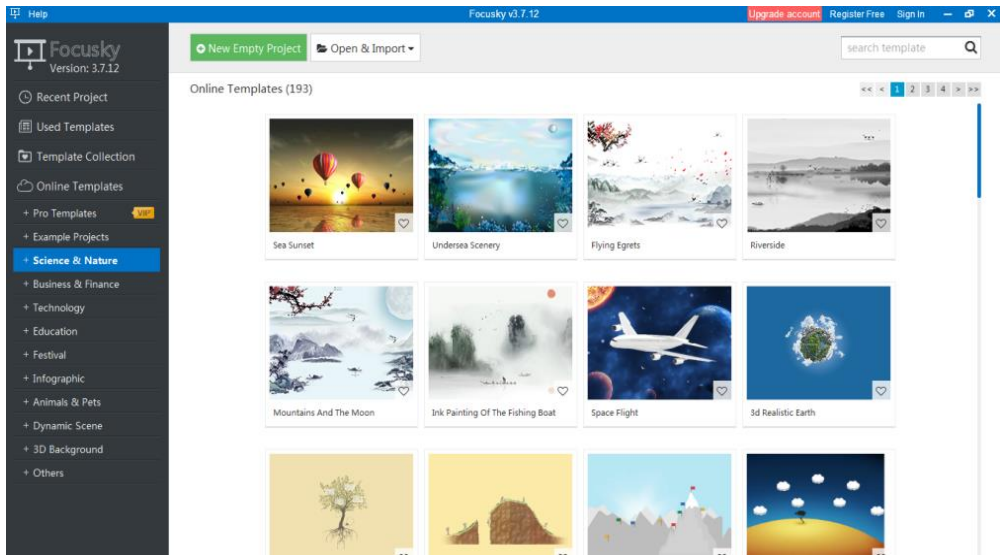 Help
Focusky v3.7.12
Upgrade account Register Free Sign In
Focusky
Version: 3.7.12
Recent Project
Used Templates
Template Collection
Online Templates
+ Pro Templates VIP
+ Example Projects
+ Science & Nature
+ Business & Finance
+ Technology
+ Education
+ Festival
+ Infographic
+ Animals & Pets
+ Dynamic Scene
+ 3D Background
+ Others
New Empty Project Open & Import
search template
Online Templates (193)
<< < 1 2 3 4 > >>
Sea Sunset Undersea Scenery Flying Egrets Riverside
Mountains And The Moon Ink Painting Of The Fishing Boat Space Flight 3d Realistic Earth